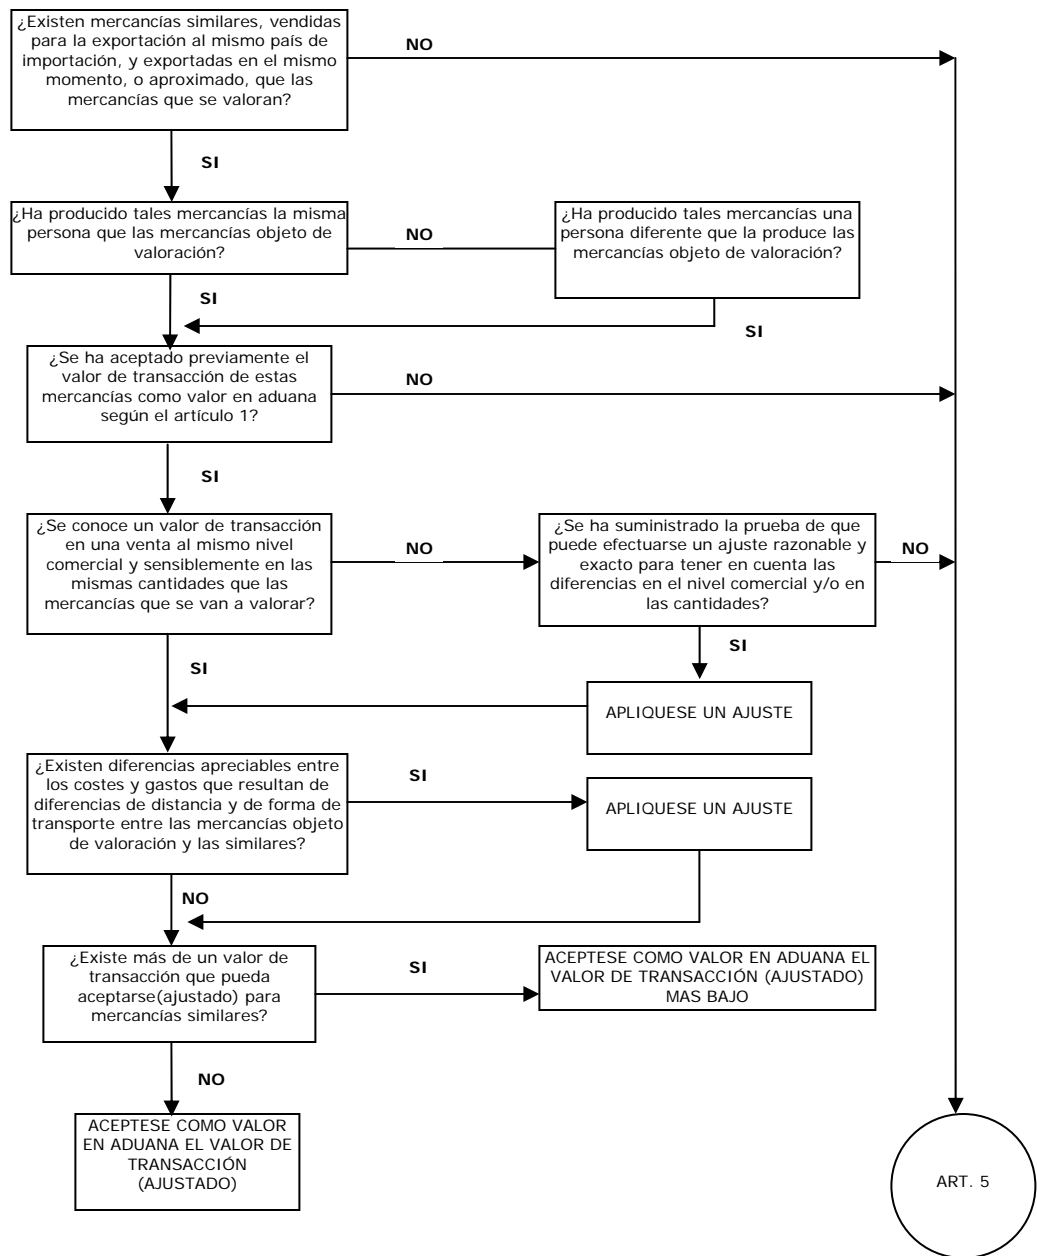 ¿Existen mercancías similares, vendidas
para la exportación al mismo país de
importación, y exportadas en el mismo
momento, o aproximado, que las
mercancías que se valoran?
NO
SI
¿Ha producido tales mercancías la misma
persona que las mercancías objeto de
valoración?
NO
¿Ha producido tales mercancías una
persona diferente que la produce las
mercancías objeto de valoración?
SI
SI
¿Se ha aceptado previamente el
valor de transacción de estas
mercancías como valor en aduana
según el artículo 1?
NO
SI
¿Se conoce un valor de transacción
en una venta al mismo nivel
comercial y sensiblemente en las
mismas cantidades que las
mercancías que se van a valorar?
NO
¿Se ha suministrado la prueba de que
puede efectuarse un ajuste razonable y
exacto para tener en cuenta las
diferencias en el nivel comercial y/o en
las cantidades?
NO
SI
SI
APLIQUESE UN AJUSTE
¿Existen diferencias apreciables entre
los costes y gastos que resultan de
diferencias de distancia y de forma de
transporte entre las mercancías objeto
de valoración y las similares?
SI
APLIQUESE UN AJUSTE
NO
¿Existe más de un valor de
transacción que pueda
aceptarse(ajustado) para
mercancías similares?
SI
ACEPTESE COMO VALOR EN ADUANA EL
VALOR DE TRANSACCIÓN (AJUSTADO)
MAS BAJO
NO
ACEPTESE COMO VALOR
EN ADUANA EL VALOR DE
TRANSACCIÓN
(AJUSTADO)
ART. 5